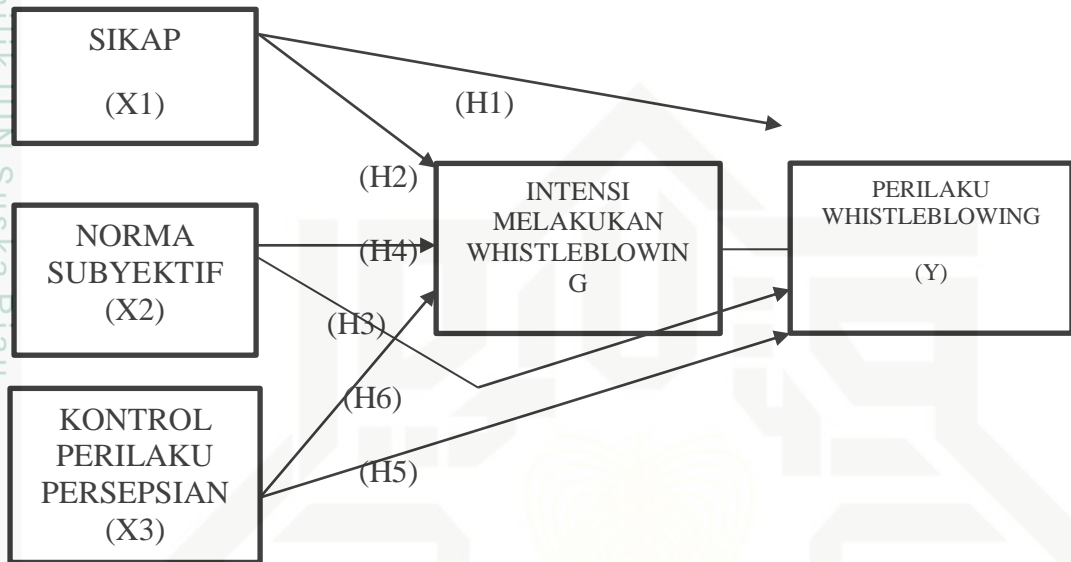 SIKAP
(X1)
(H1)
(H2)
INTENSI
MELAKUKAN
WHISTLEBLOWIN
G
PERILAKU
WHISTLEBLOWING
(Y)
NORMA
SUBYEKTIF
(X2)
(H4)
(H3)
KONTROL
PERILAKU
PERSEPSIAN
(X3)
(H6)
(H5)